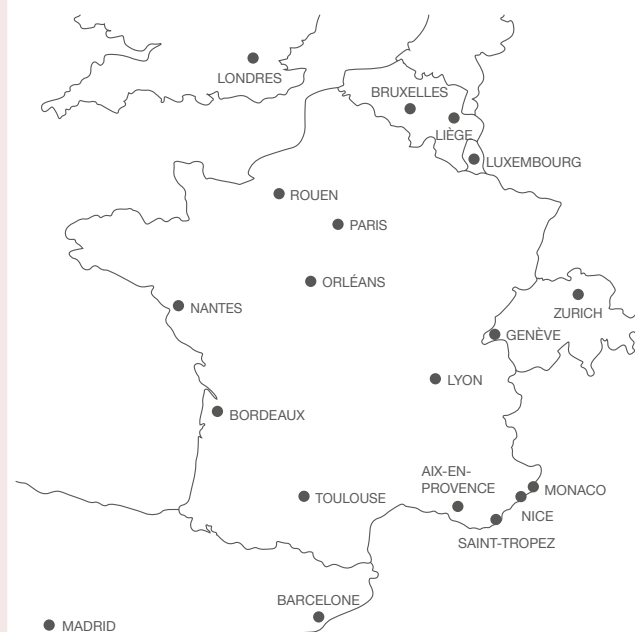 LONDRES
BRUXELLES
LIÈGE
LUXEMBOURG
ROUEN
PARIS
ORLÉANS
NANTES
ZURICH
GENÈVE
LYON
BORDEAUX
AIX-EN-
PROVENCE
MONACO
TOULOUSE
NICE
SAINT-TROPEZ
BARCELONE
MADRID